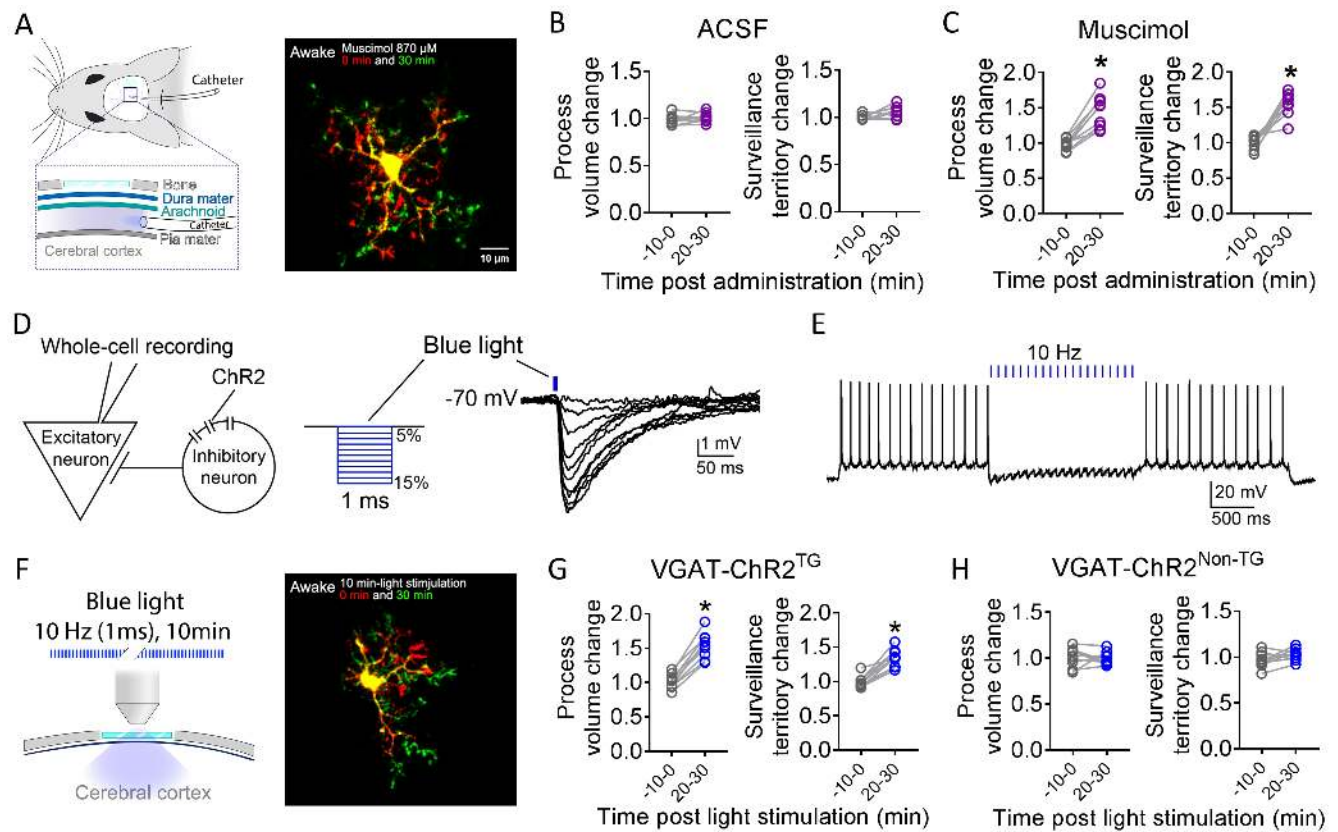 A
Catheter
Bone
Dura mater
Arachnoid
Catheter
Pia mater
Cerebral cortex
Awake Muscimol 870 µM
0 min and 30 min
10 µm
B
ACSF
Process
volume change
1.5
1.0
0.5
0.0
-10-0
20-30
Surveillance
territory change
1.5
1.0
0.5
0.0
-10-0
20-30
Time post administration (min)
C
Muscimol
Process
volume change
2.0
1.5
1.0
0.5
0.0
*
-10-0
20-30
Surveillance
territory change
2.0
1.5
1.0
0.5
0.0
*
-10-0
20-30
Time post administration (min)
D
Whole-cell recording
ChR2
Excitatory
neuron
Inhibitory
neuron
Blue light
5%
15%
1 ms
-70 mV
1 mV
50 ms
E
10 Hz
20 mV
500 ms
F
Blue light
10 Hz (1ms), 10min
Cerebral cortex
Awake 10 min-light stimjulation
0 min and 30 min
G
VGAT-ChR2TG
Process
volume change
2.0
1.5
1.0
0.5
0.0
*
-10-0
20-30
Surveillance
territory change
2.0
1.5
1.0
0.5
0.0
*
-10-0
20-30
Time post light stimulation (min)
H
VGAT-ChR2Non-TG
Process
volume change
1.5
1.0
0.5
0.0
-10-0
20-30
Surveillance
territory change
1.5
1.0
0.5
0.0
-10-0
20-30
Time post light stimulation (min)